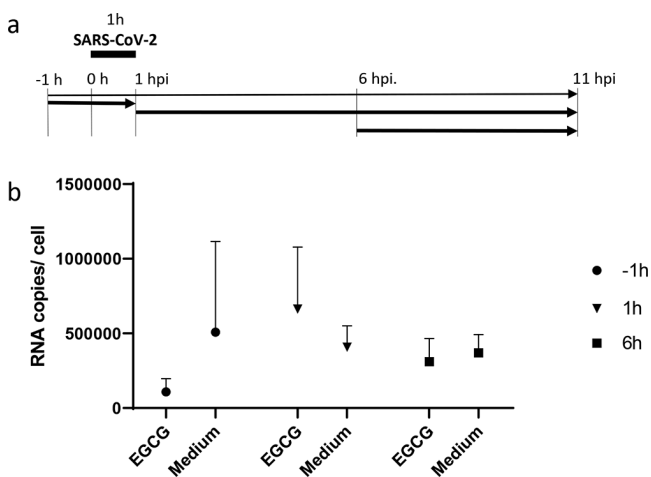 a
1h
SARS-CoV-2
-1 h 0 h 1 hpi 6 hpi. 11 hpi
b
1500000
1000000
500000
0
RNA copies/ cell
EGCG Medium EGCG Medium EGCG Medium
-1h
1h
6h